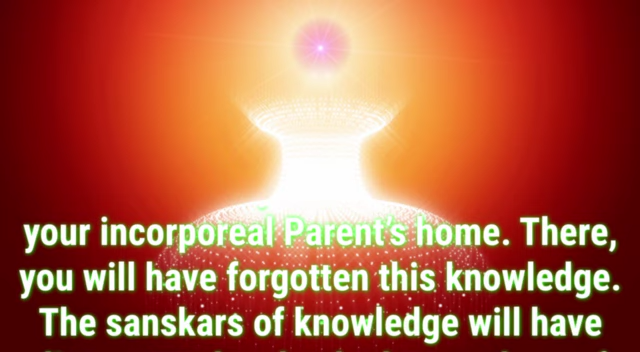 your incorporeal Parent's home. There,
you will have forgotten this knowledge.
The sanskars of knowledge will have